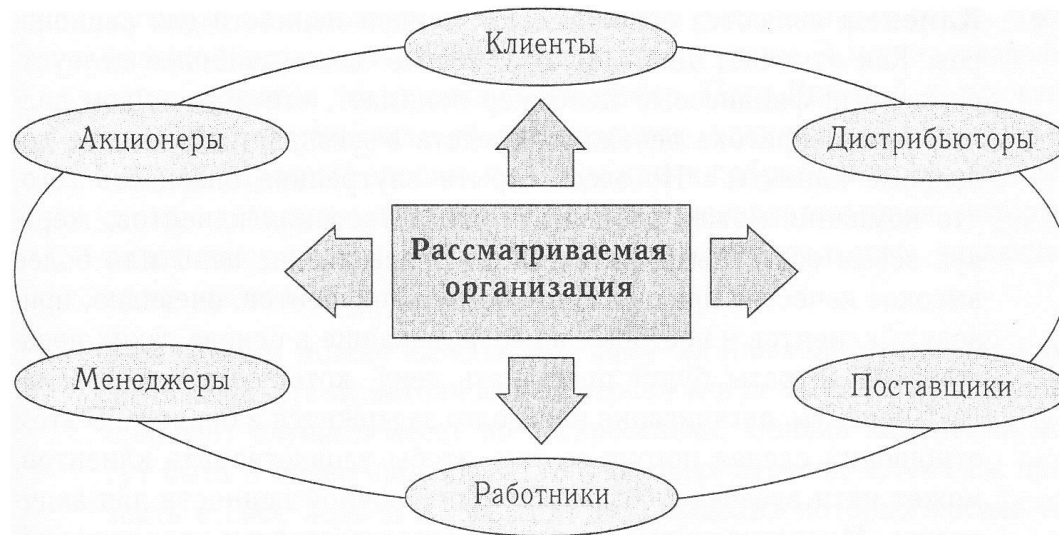 Клиенты
Акционеры
Дистрибьюторы
Рассматриваемая
организация
Менеджеры
Поставщики
Работники